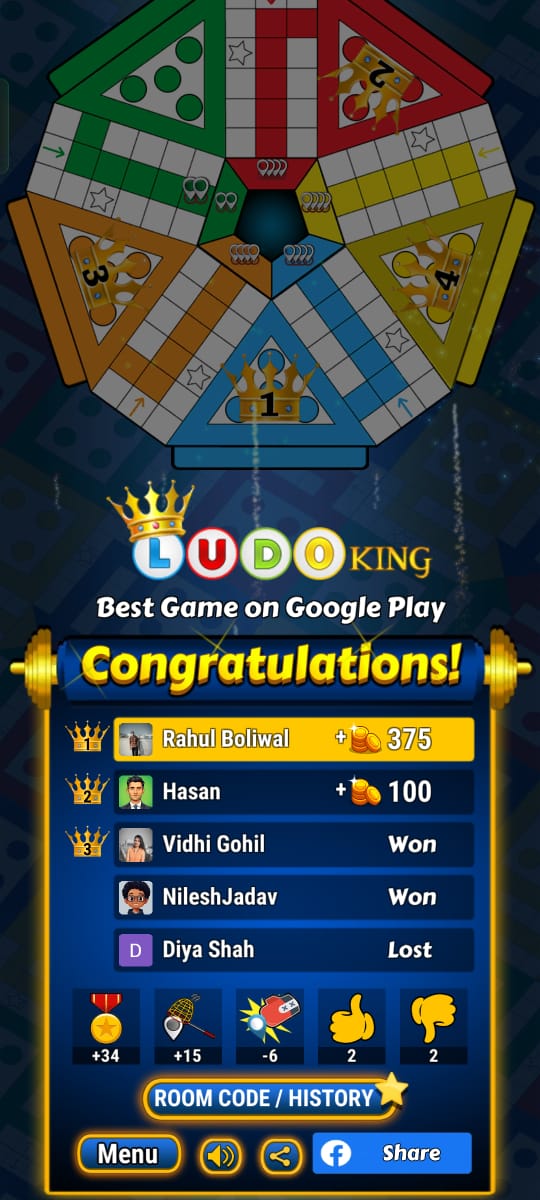 2
3
4
1
LUDO KING
Best Game on Google Play
Congratulations!
1 Rahul Boliwal + 375
2 Hasan + 100
3 Vidhi Gohil Won
NileshJadav Won
D Diya Shah Lost
+34 +15 -6 2 2
ROOM CODE / HISTORY
Menu f Share